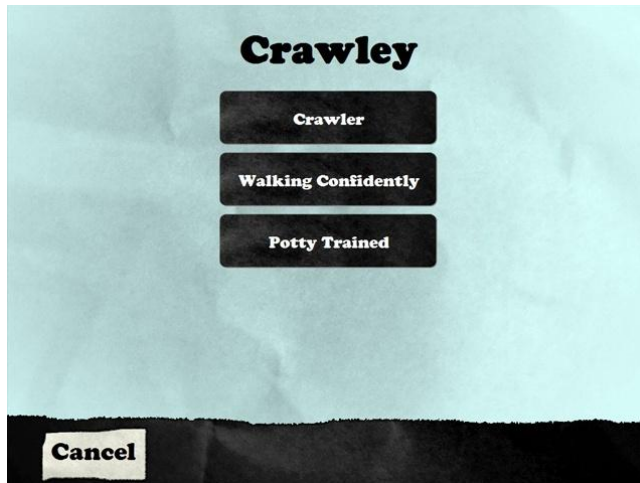 Crawley
Crawler
Walking Confidently
Potty Trained
Cancel